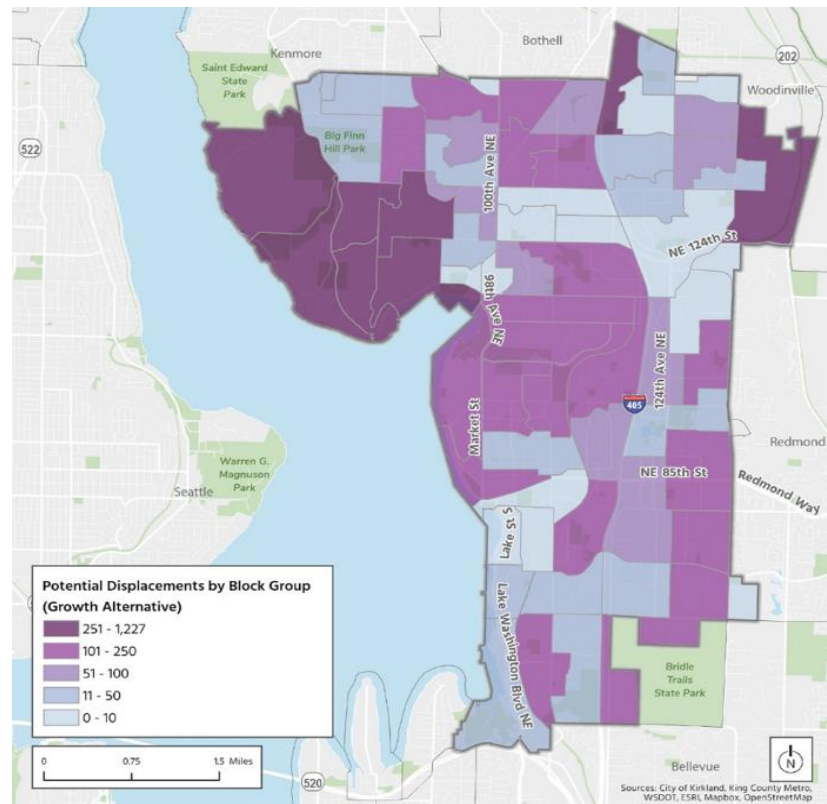 Kenmore
Bothell
202
Saint Edward
State
Park
Woodinville
522
Big Finn
Hill Park
100th Ave NE
NE 124th St
98th Ave NE
124th Ave NE
405
Market St
Redmond
Warren G.
Magnuson
Park
NE 85th St
Redmond Way
Seattle
Lake St S
Potential Displacements by Block Group
(Growth Alternative)
251 - 1,227
101 - 250
51 - 100
11 - 50
0 - 10
Lake Washington Blvd NE
Bridle
Trails
State Park
0 0.75 1.5 Miles
520
Bellevue
N
Sources: City of Kirkland, King County Metro,
WSDOT, ESRI, Mapbox, OpenStreetMap